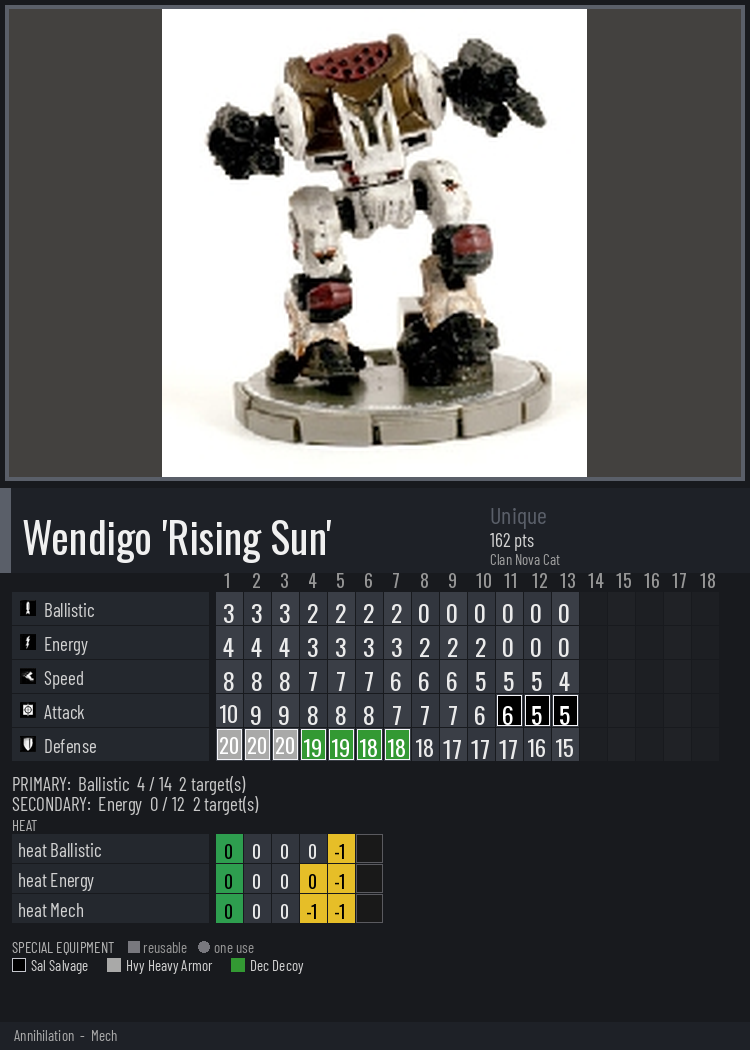 Wendigo 'Rising Sun'
Unique
162 pts
Clan Nova Cat
1 2 3 4 5 6 7 8 9 10 11 12 13 14 15 16 17 18
Ballistic 3 3 3 2 2 2 2 0 0 0 0 0 0
Energy 4 4 4 3 3 3 3 2 2 2 0 0 0
Speed 8 8 8 7 7 7 6 6 6 5 5 5 4
Attack 10 9 9 8 8 8 7 7 7 6 6 5 5
Defense 20 20 20 19 19 18 18 18 17 17 17 16 15
PRIMARY: Ballistic 4 / 14 2 target(s)
SECONDARY: Energy 0 / 12 2 target(s)
HEAT
heat Ballistic 0 0 0 0 -1
heat Energy 0 0 0 0 -1
heat Mech 0 0 0 -1 -1
SPECIAL EQUIPMENT reusable one use
Sal Salvage Hvy Heavy Armor Dec Decoy
Annihilation - Mech